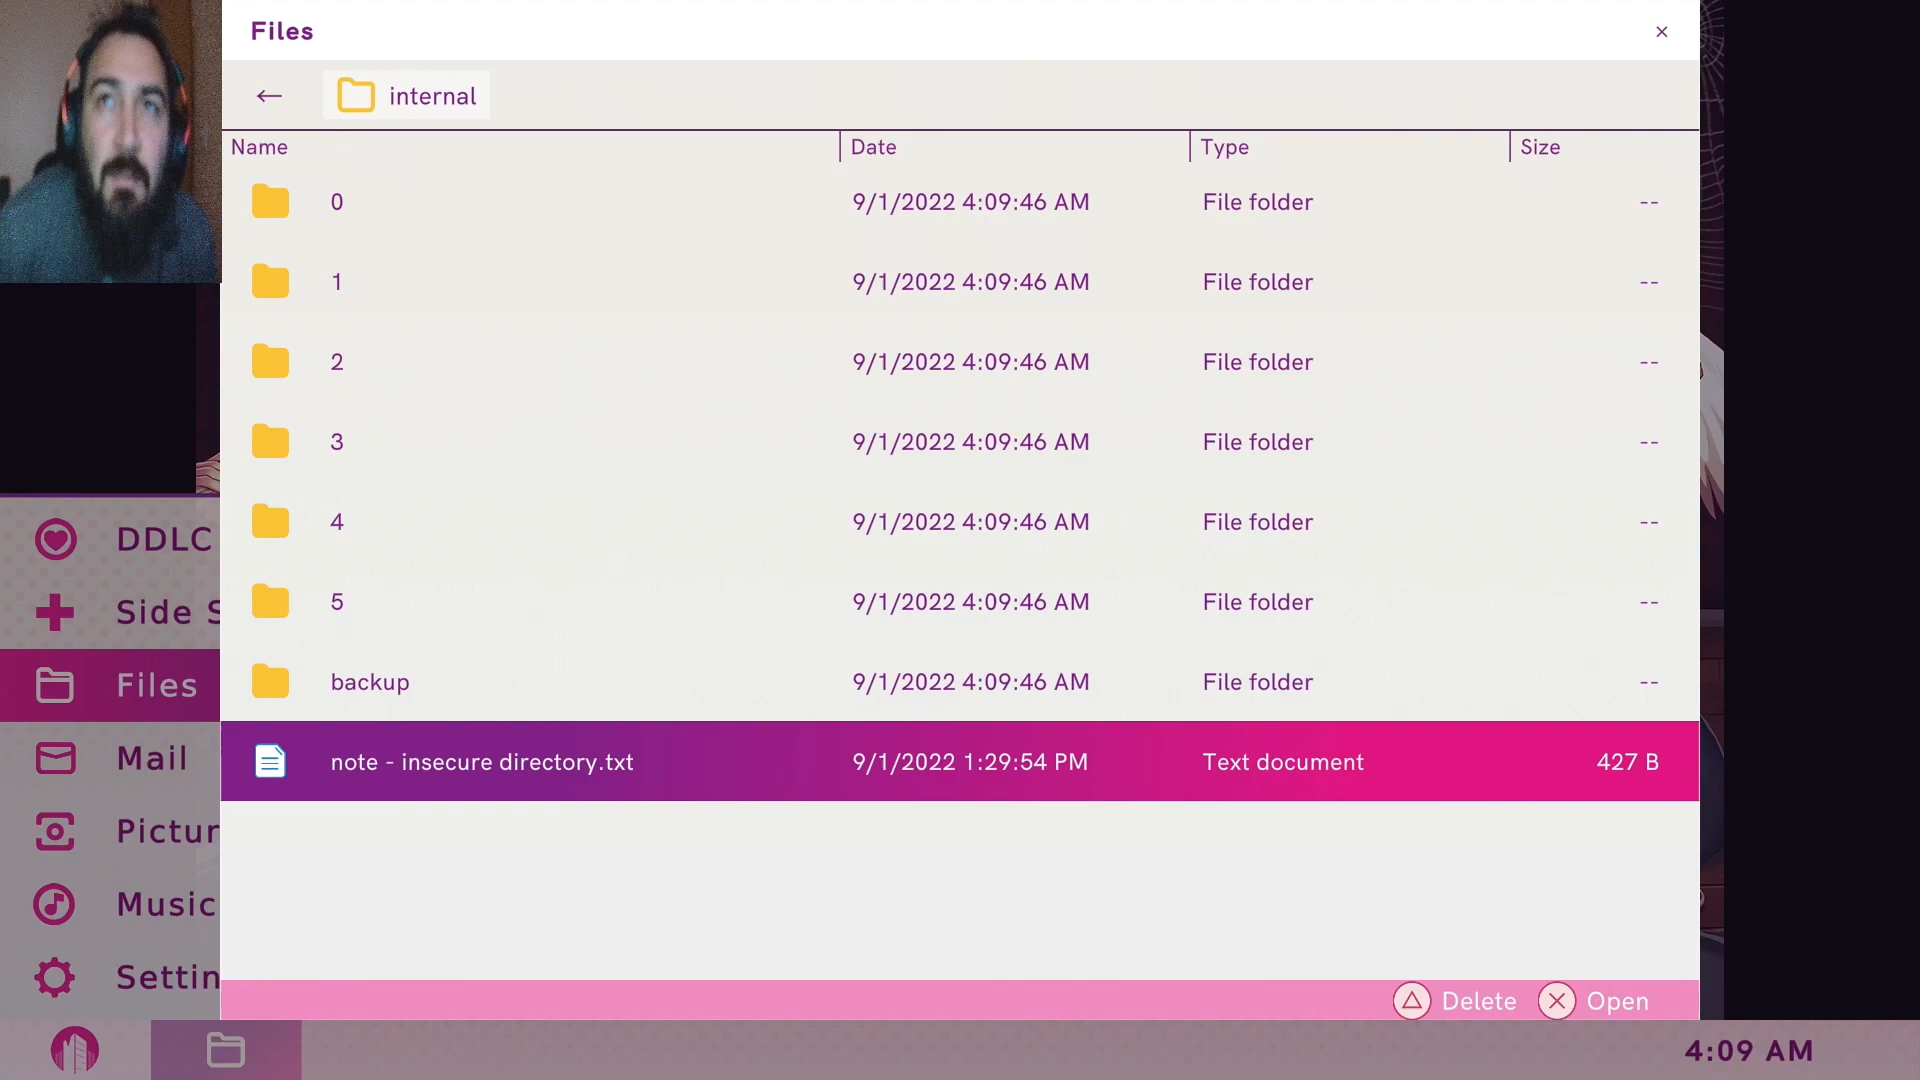 Files
×
← internal
Name Date Type Size
0 9/1/2022 4:09:46 AM File folder --
1 9/1/2022 4:09:46 AM File folder --
2 9/1/2022 4:09:46 AM File folder --
3 9/1/2022 4:09:46 AM File folder --
4 9/1/2022 4:09:46 AM File folder --
5 9/1/2022 4:09:46 AM File folder --
backup 9/1/2022 4:09:46 AM File folder --
note - insecure directory.txt 9/1/2022 1:29:54 PM Text document 427 B
Delete Open
DDLC
Side S
Files
Mail
Pictur
Music
Settin
4:09 AM